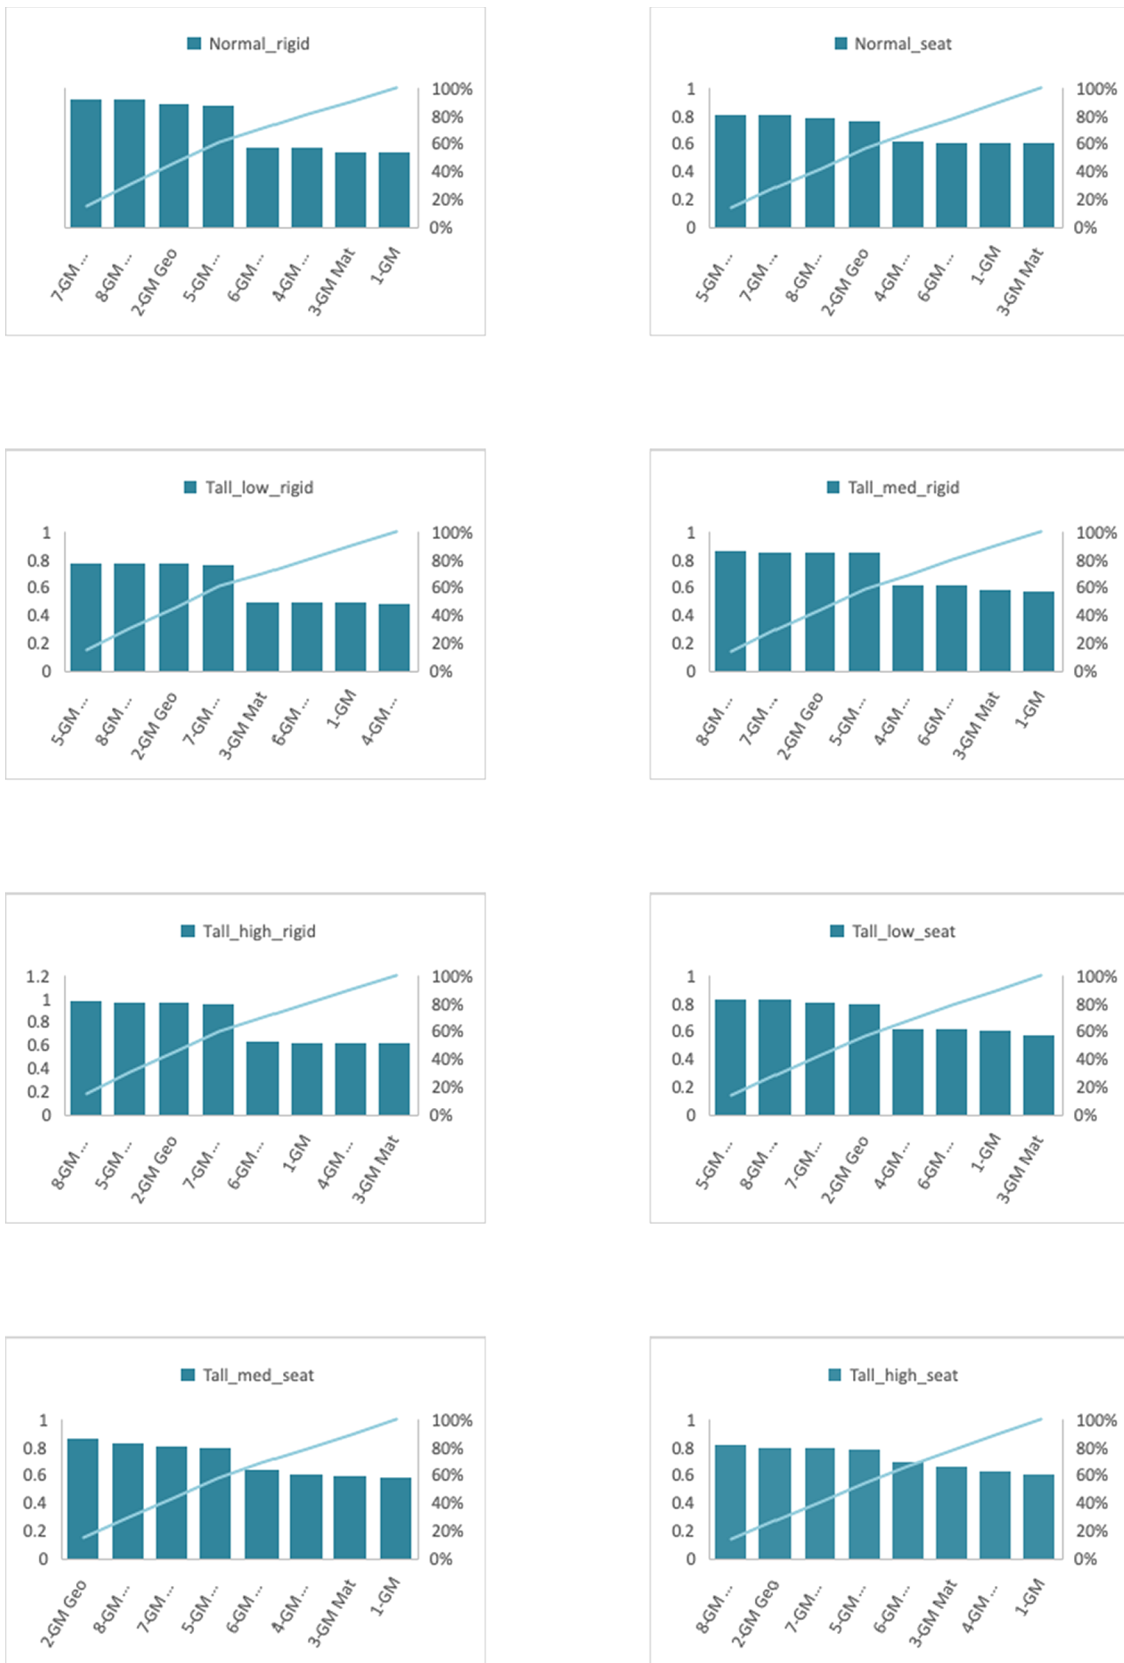 Normal_rigid
100%
80%
60%
40%
20%
0%
7-GM...
8-GM...
2-GM Geo
5-GM...
6-GM...
4-GM...
3-GM Mat
1-GM
Normal_seat
1
0.8
0.6
0.4
0.2
0
100%
80%
60%
40%
20%
0%
5-GM...
7-GM...
8-GM...
2-GM Geo
4-GM...
6-GM...
1-GM
3-GM Mat
Tall_low_rigid
1
0.8
0.6
0.4
0.2
0
100%
80%
60%
40%
20%
0%
5-GM...
8-GM...
2-GM Geo
7-GM...
3-GM Mat
6-GM...
1-GM
4-GM...
Tall_med_rigid
1
0.8
0.6
0.4
0.2
0
100%
80%
60%
40%
20%
0%
8-GM...
7-GM...
2-GM Geo
5-GM...
4-GM...
6-GM...
3-GM Mat
1-GM
Tall_high_rigid
1.2
1
0.8
0.6
0.4
0.2
0
100%
80%
60%
40%
20%
0%
8-GM...
5-GM...
2-GM Geo
7-GM...
6-GM...
1-GM
4-GM...
3-GM Mat
Tall_low_seat
1
0.8
0.6
0.4
0.2
0
100%
80%
60%
40%
20%
0%
5-GM...
8-GM...
7-GM...
2-GM Geo
4-GM...
6-GM...
1-GM
3-GM Mat
Tall_med_seat
1
0.8
0.6
0.4
0.2
0
100%
80%
60%
40%
20%
0%
2-GM Geo
8-GM...
7-GM...
5-GM...
6-GM...
4-GM...
3-GM Mat
1-GM
Tall_high_seat
1
0.8
0.6
0.4
0.2
0
100%
80%
60%
40%
20%
0%
8-GM...
2-GM Geo
7-GM...
5-GM...
6-GM...
3-GM Mat
4-GM...
1-GM